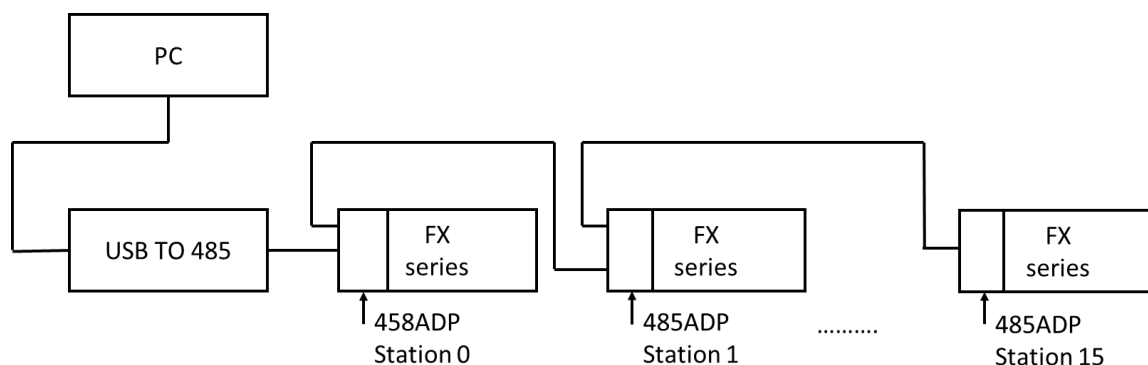 PC
USB TO 485
FX
series
458ADP
Station 0
FX
series
485ADP
Station 1
..........
FX
series
485ADP
Station 15